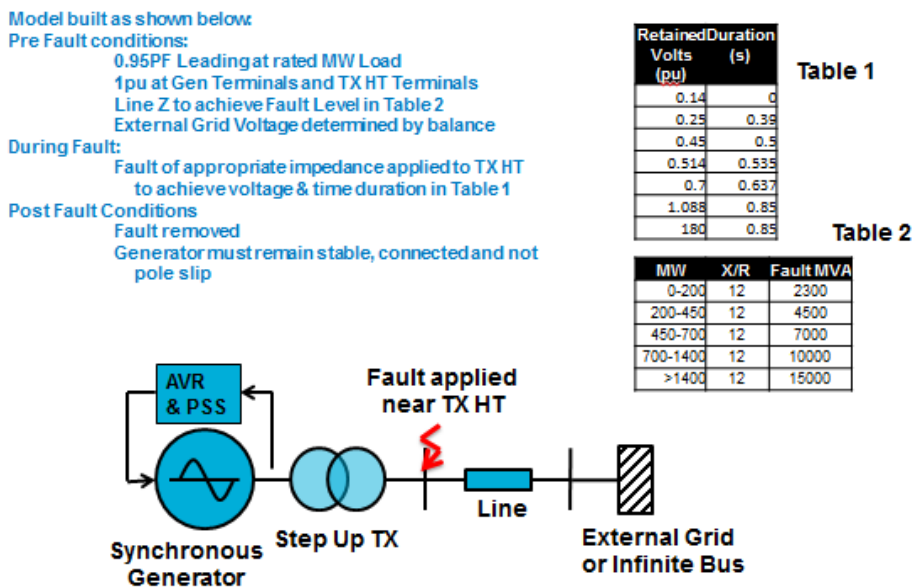 Model built as shown below:
Pre Fault conditions:
0.95PF Leading at rated MW Load
1pu at Gen Terminals and TX HT Terminals
Line Z to achieve Fault Level in Table 2
External Grid Voltage determined by balance
During Fault:
Fault of appropriate impedance applied to TX HT
to achieve voltage & time duration in Table 1
Post Fault Conditions
Fault removed
Generator must remain stable, connected and not
pole slip
Retained Duration
Volts (s)
(pu)
0.14 0
0.25 0.39
0.45 0.5
0.514 0.535
0.7 0.637
1.088 0.85
180 0.85
Table 1
Table 2
MW X/R Fault MVA
0-200 12 2300
200-450 12 4500
450-700 12 7000
700-1400 12 10000
>1400 12 15000
AVR
& PSS
Fault applied
near TX HT
Line
Step Up TX
Synchronous
Generator
External Grid
or Infinite Bus